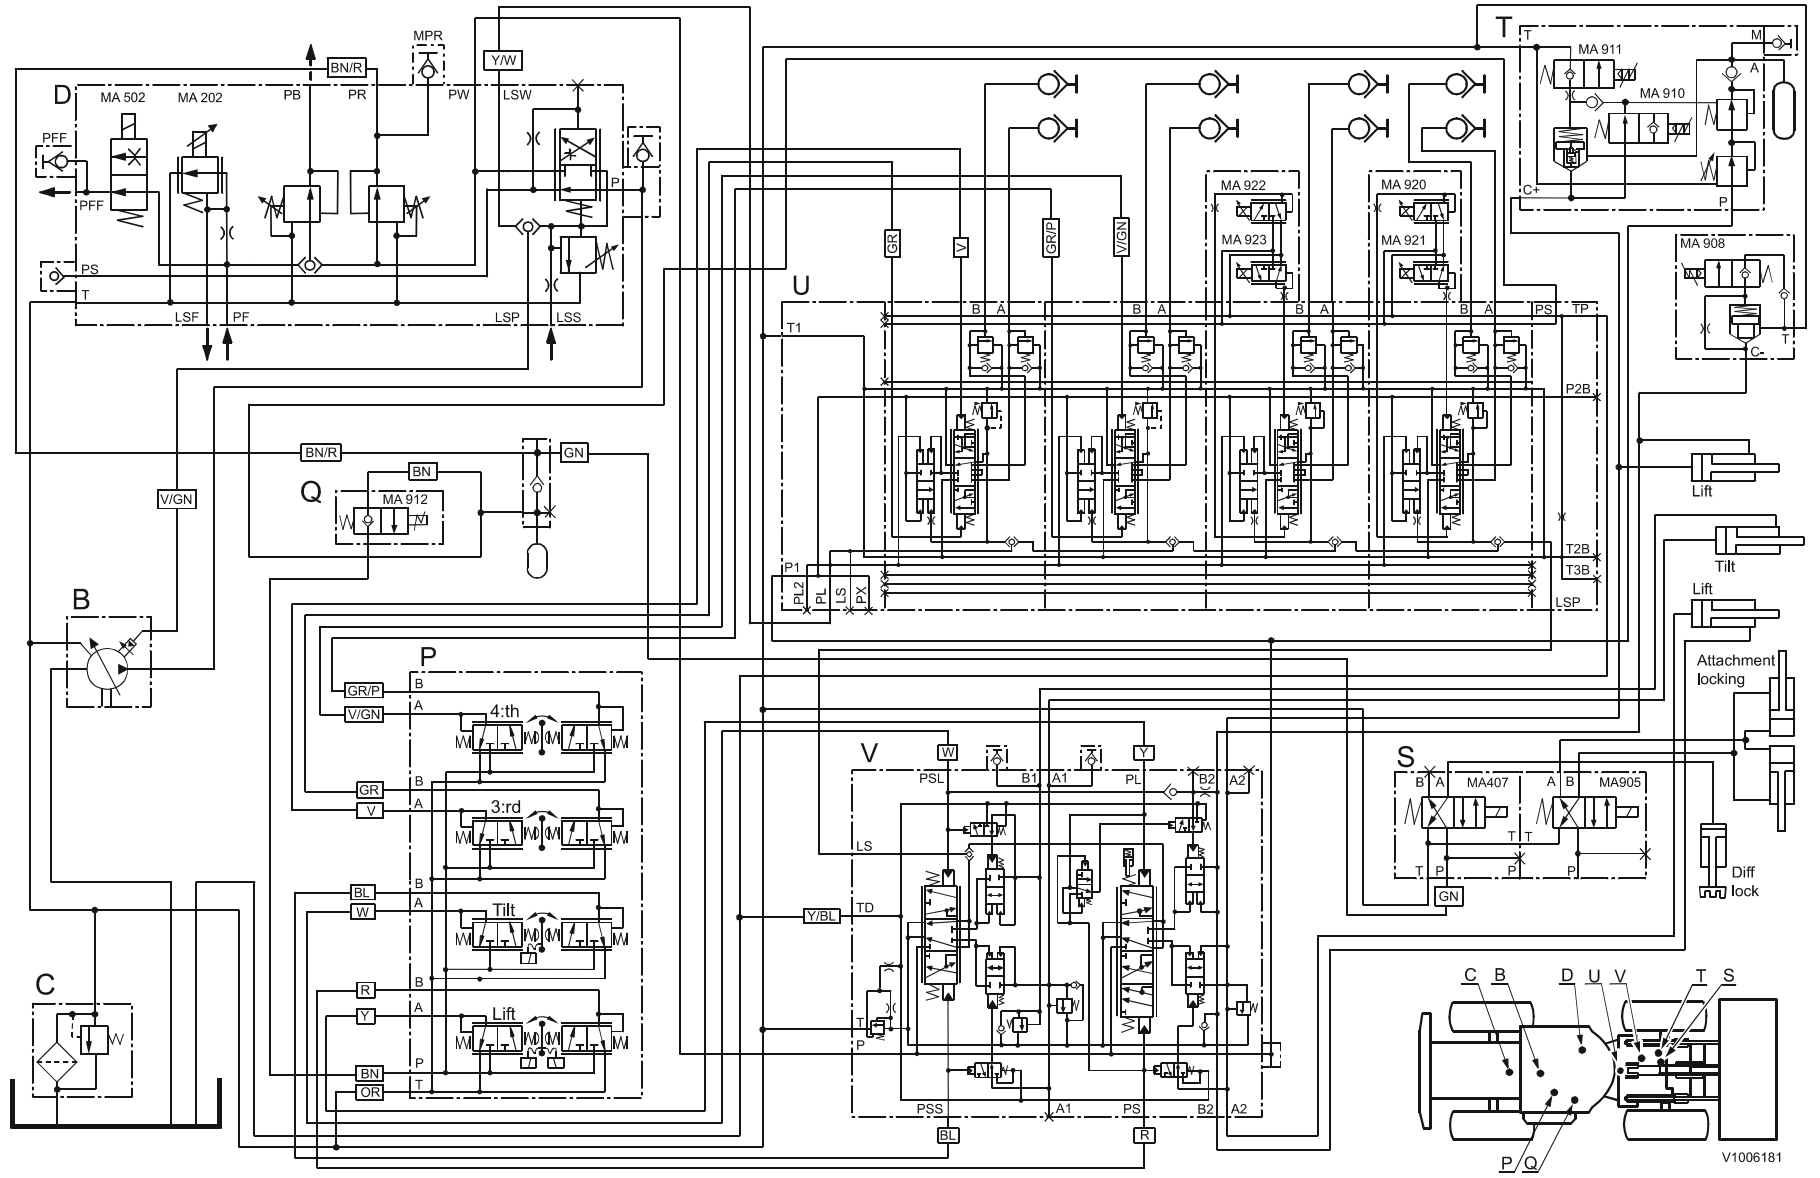 MPR
BN/R
Y/W
D
MA 502
MA 202
PB
PR
PW
LSW
PFF
PFF
P
PS
T
LSF
PF
LSP
LSS
BN/R
GN
BN
Q
MA 912
V/GN
B
C
P
GR/P
B
V/GN
A
4:th
B
GR
A
V
3:rd
B
BL
A
W
Tilt
B
R
A
Y
Lift
P
BN
T
OR
GR
V
GR/P
V/GN
MA 922
MA 923
MA 920
MA 921
U
B A
B A
B A
B A
PS
TP
T1
P2B
T2B
T3B
P1
PL2
PL
LS
PX
LSP
T
T
M
MA 911
A
MA 910
C+
P
MA 908
T
C-
Lift
Tilt
Lift
Attachment
locking
V
W
Y
PSL
B1
A1
PL
B2
A2
LS
Y/BL
TD
T
P
PSS
A1
PS
B2
A2
BL
R
S
B A
MA407
A B
MA905
T
T
T
P
P
P
GN
Diff
lock
C
B
D
U
V
T
S
P
Q
V1006181